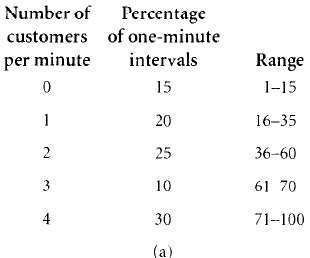 Number of Percentage
customers of one-minute
per minute intervals Range
0 15 1–15
1 20 16–35
2 25 36–60
3 10 61 70
4 30 71–100
(a)